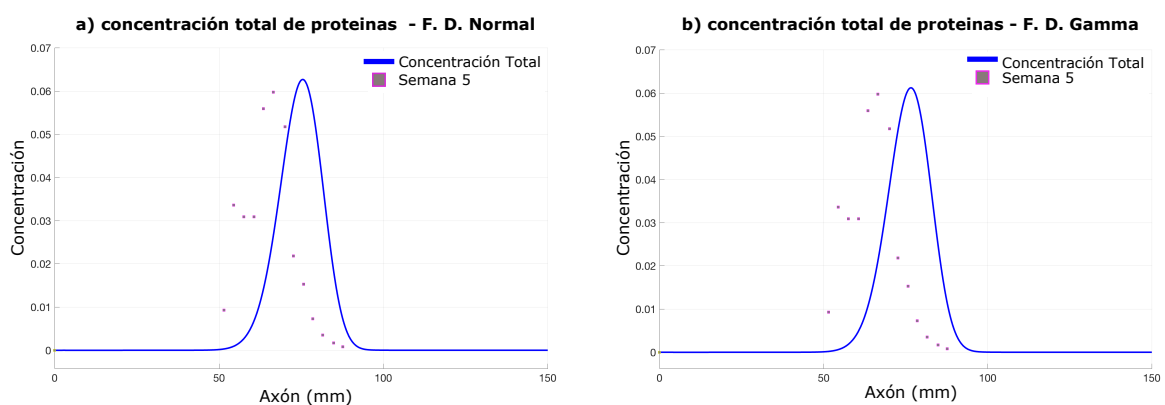 a) concentración total de proteinas - F. D. Normal
0.07
0.06
0.05
0.04
0.03
0.02
0.01
0
Concentración
Concentración Total
Semana 5
0
50
100
150
Axón (mm)
b) concentración total de proteinas - F. D. Gamma
0.07
0.06
0.05
0.04
0.03
0.02
0.01
0
Concentración
Concentración Total
Semana 5
0
50
100
150
Axón (mm)